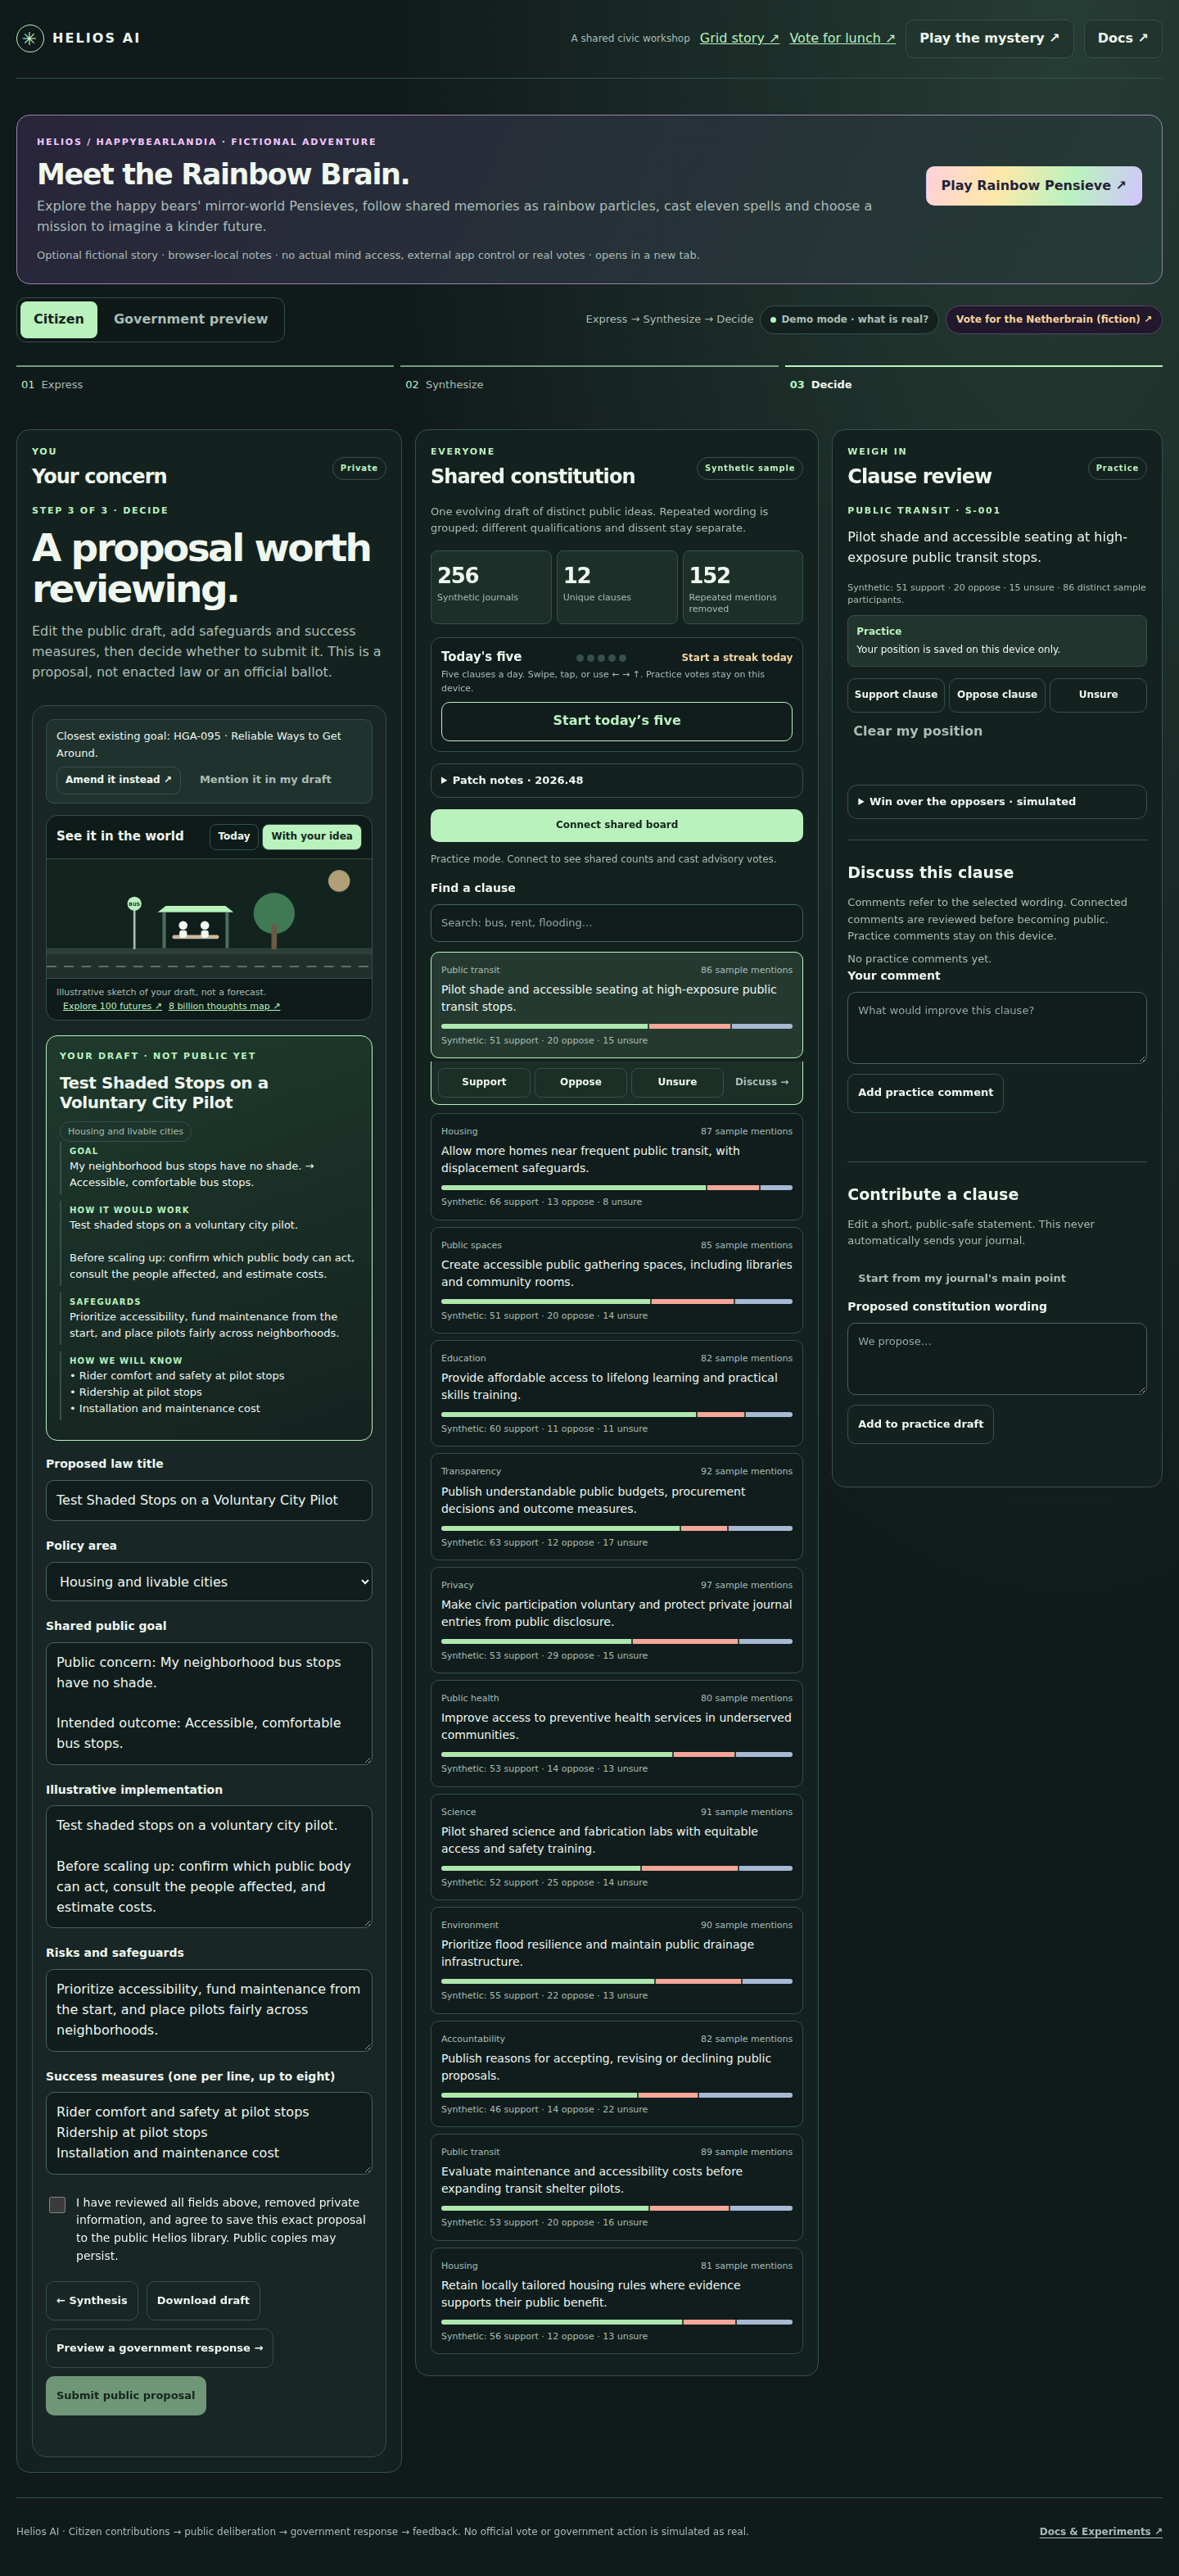 HELIOS AI
A shared civic workshop
Grid story ↗
Vote for lunch ↗
Play the mystery ↗
Docs ↗
HELIOS / HAPPYBEARLANDIA · FICTIONAL ADVENTURE
Meet the Rainbow Brain.
Explore the happy bears' mirror-world Pensieves, follow shared memories as rainbow particles, cast eleven spells and choose a
mission to imagine a kinder future.
Optional fictional story · browser-local notes · no actual mind access, external app control or real votes · opens in a new tab.
Play Rainbow Pensieve ↗
Citizen
Government preview
Express → Synthesize → Decide
Demo mode · what is real?
Vote for the Netherbrain (fiction) ↗
01 Express
02 Synthesize
03 Decide
YOU
Your concern
Private
STEP 3 OF 3 · DECIDE
A proposal worth
reviewing.
Edit the public draft, add safeguards and success
measures, then decide whether to submit it. This is a
proposal, not enacted law or an official ballot.
Closest existing goal: HGA-095 · Reliable Ways to Get
Around.
Amend it instead ↗
Mention it in my draft
See it in the world
Today
With your idea
BUS
Illustrative sketch of your draft, not a forecast.
Explore 100 futures ↗
8 billion thoughts map ↗
YOUR DRAFT · NOT PUBLIC YET
Test Shaded Stops on a
Voluntary City Pilot
Housing and livable cities
GOAL
My neighborhood bus stops have no shade. →
Accessible, comfortable bus stops.
HOW IT WOULD WORK
Test shaded stops on a voluntary city pilot.
Before scaling up: confirm which public body can act,
consult the people affected, and estimate costs.
SAFEGUARDS
Prioritize accessibility, fund maintenance from the
start, and place pilots fairly across neighborhoods.
HOW WE WILL KNOW
• Rider comfort and safety at pilot stops
• Ridership at pilot stops
• Installation and maintenance cost
Proposed law title
Test Shaded Stops on a Voluntary City Pilot
Policy area
Housing and livable cities
Shared public goal
Public concern: My neighborhood bus stops
have no shade.
Intended outcome: Accessible, comfortable
bus stops.
Illustrative implementation
Test shaded stops on a voluntary city pilot.
Before scaling up: confirm which public body
can act, consult the people affected, and
estimate costs.
Risks and safeguards
Prioritize accessibility, fund maintenance from
the start, and place pilots fairly across
neighborhoods.
Success measures (one per line, up to eight)
Rider comfort and safety at pilot stops
Ridership at pilot stops
Installation and maintenance cost
I have reviewed all fields above, removed private
information, and agree to save this exact proposal
to the public Helios library. Public copies may
persist.
← Synthesis
Download draft
Preview a government response →
Submit public proposal
EVERYONE
Shared constitution
Synthetic sample
One evolving draft of distinct public ideas. Repeated wording is
grouped; different qualifications and dissent stay separate.
256
Synthetic journals
12
Unique clauses
152
Repeated mentions
removed
Today's five
Start a streak today
Five clauses a day. Swipe, tap, or use ← → ↑. Practice votes stay on this
device.
Start today’s five
Patch notes · 2026.48
Connect shared board
Practice mode. Connect to see shared counts and cast advisory votes.
Find a clause
Search: bus, rent, flooding...
Public transit
86 sample mentions
Pilot shade and accessible seating at high-exposure public
transit stops.
Synthetic: 51 support · 20 oppose · 15 unsure
Support
Oppose
Unsure
Discuss →
Housing
87 sample mentions
Allow more homes near frequent public transit, with
displacement safeguards.
Synthetic: 66 support · 13 oppose · 8 unsure
Public spaces
85 sample mentions
Create accessible public gathering spaces, including libraries
and community rooms.
Synthetic: 51 support · 20 oppose · 14 unsure
Education
82 sample mentions
Provide affordable access to lifelong learning and practical
skills training.
Synthetic: 60 support · 11 oppose · 11 unsure
Transparency
92 sample mentions
Publish understandable public budgets, procurement
decisions and outcome measures.
Synthetic: 63 support · 12 oppose · 17 unsure
Privacy
97 sample mentions
Make civic participation voluntary and protect private journal
entries from public disclosure.
Synthetic: 53 support · 29 oppose · 15 unsure
Public health
80 sample mentions
Improve access to preventive health services in underserved
communities.
Synthetic: 53 support · 14 oppose · 13 unsure
Science
91 sample mentions
Pilot shared science and fabrication labs with equitable
access and safety training.
Synthetic: 52 support · 25 oppose · 14 unsure
Environment
90 sample mentions
Prioritize flood resilience and maintain public drainage
infrastructure.
Synthetic: 55 support · 22 oppose · 13 unsure
Accountability
82 sample mentions
Publish reasons for accepting, revising or declining public
proposals.
Synthetic: 46 support · 14 oppose · 22 unsure
Public transit
89 sample mentions
Evaluate maintenance and accessibility costs before
expanding transit shelter pilots.
Synthetic: 53 support · 20 oppose · 16 unsure
Housing
81 sample mentions
Retain locally tailored housing rules where evidence
supports their public benefit.
Synthetic: 56 support · 12 oppose · 13 unsure
WEIGH IN
Clause review
Practice
PUBLIC TRANSIT · S-001
Pilot shade and accessible seating at high-
exposure public transit stops.
Synthetic: 51 support · 20 oppose · 15 unsure · 86 distinct sample
participants.
Practice
Your position is saved on this device only.
Support clause
Oppose clause
Unsure
Clear my position
Win over the opposers · simulated
Discuss this clause
Comments refer to the selected wording. Connected
comments are reviewed before becoming public.
Practice comments stay on this device.
No practice comments yet.
Your comment
What would improve this clause?
Add practice comment
Contribute a clause
Edit a short, public-safe statement. This never
automatically sends your journal.
Start from my journal's main point
Proposed constitution wording
We propose...
Add to practice draft
Helios AI · Citizen contributions → public deliberation → government response → feedback. No official vote or government action is simulated as real.
Docs & Experiments ↗